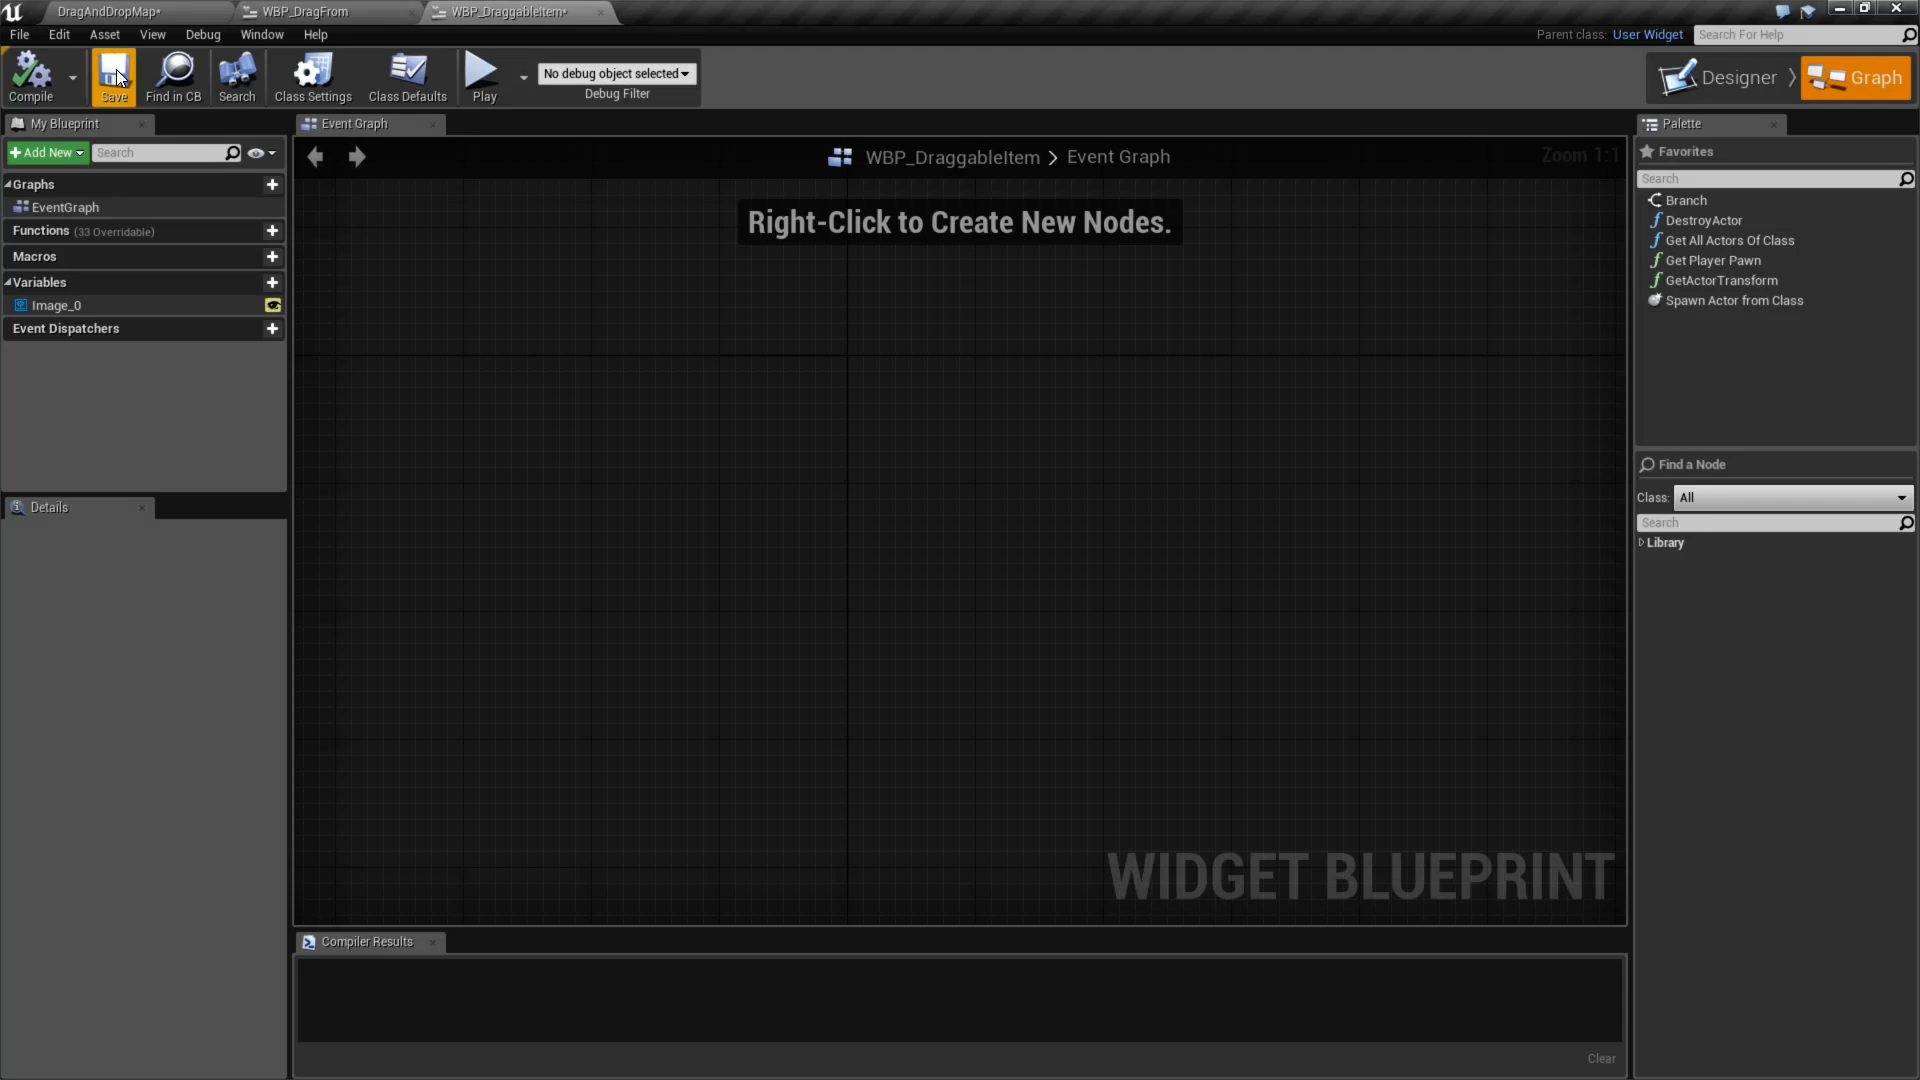 DragAndDropMap*
WBP_DragFrom
WBP_DraggableItem*
File Edit Asset View Debug Window Help
Parent class: User Widget
Search For Help
Compile
Save
Find in CB
Search
Class Settings
Class Defaults
Play
No debug object selected
Debug Filter
Designer
Graph
My Blueprint
Add New
Search
Graphs
EventGraph
Functions (33 Overridable)
Macros
Variables
Image_0
Event Dispatchers
Details
Event Graph
WBP_DraggableItem > Event Graph
Zoom 1:1
Right-Click to Create New Nodes.
WIDGET BLUEPRINT
Compiler Results
Clear
Palette
Favorites
Search
Branch
DestroyActor
Get All Actors Of Class
Get Player Pawn
GetActorTransform
Spawn Actor from Class
Find a Node
Class: All
Search
Library